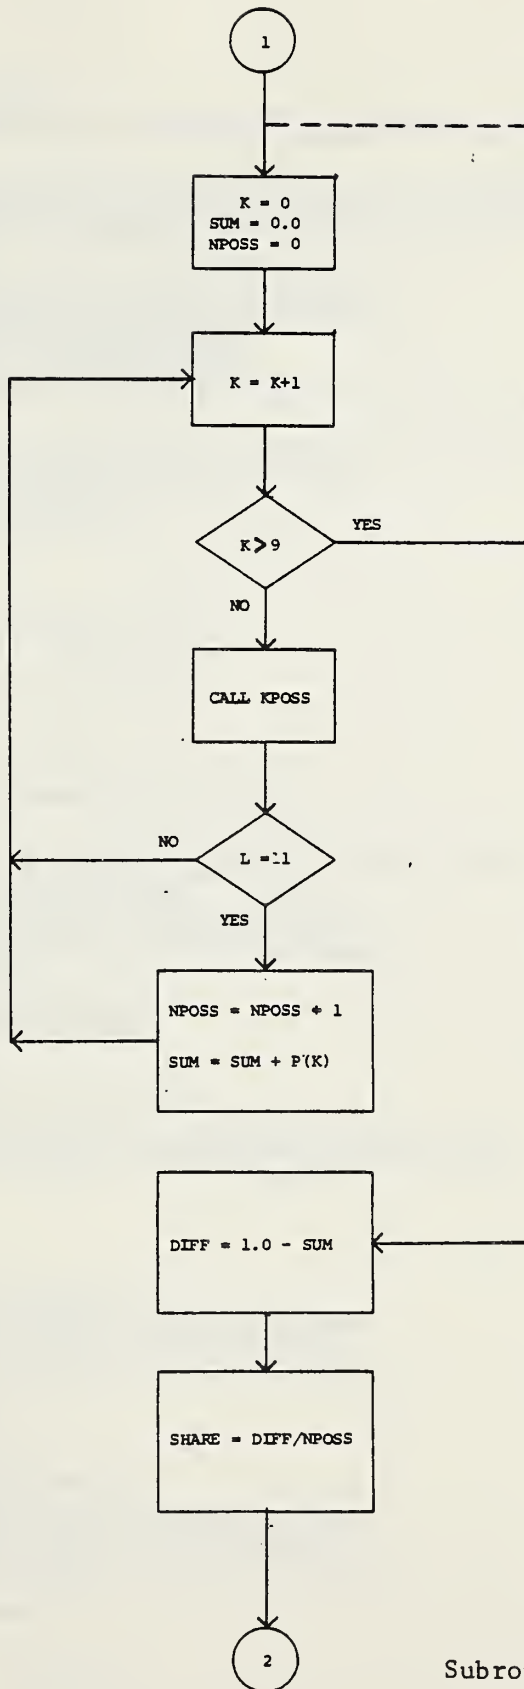 1
K = 0
SUM = 0.0
NPOSS = 0
K = K+1
K > 9
YES
NO
CALL KPOSS
NO
L =11
YES
NPOSS = NPOSS + 1
SUM = SUM + P(K)
DIFF = 1.0 - SUM
SHARE = DIFF/NPOSS
2
Subro